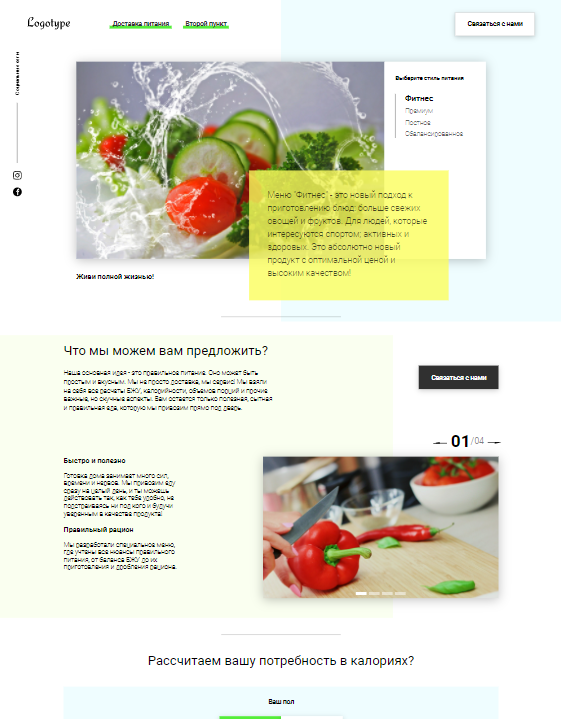 Logotype
Доставка питания
Второй пункт
Связаться с нами
Социальные сети
Выберите стиль питания
Фитнес
Премиум
Постное
Сбалансированное
Меню "Фитнес" - это новый подход к
приготовлению блюд: больше свежих
овощей и фруктов. Для людей, которые
интересуются спортом; активных и
здоровых. Это абсолютно новый
продукт с оптимальной ценой и
высоким качеством!
Живи полной жизнью!
Что мы можем вам предложить?
Наша основная идея - это правильное питание. Оно может быть
простым и вкусным. Мы не просто доставка, мы сервис! Мы взяли
на себя все расчеты БЖУ, калорийности, объемов порций и прочие
важные, но скучные аспекты. Вам остается только полезная, сытная
и правильная еда, которую мы привозим прямо под дверь.
Связаться с нами
01/04
Быстро и полезно
Готовка дома занимает много сил,
времени и нервов. Мы привозим еду
сразу на целый день, и ты можешь
действовать так, как тебе удобно, не
подстраиваясь ни под кого и будучи
уверенным в качестве продукта!
Правильный рацион
Мы разработали специальное меню,
где учтены все нюансы правильного
питания, от баланса БЖУ до их
приготовления и дробления рациона.
Рассчитаем вашу потребность в калориях?
Ваш пол